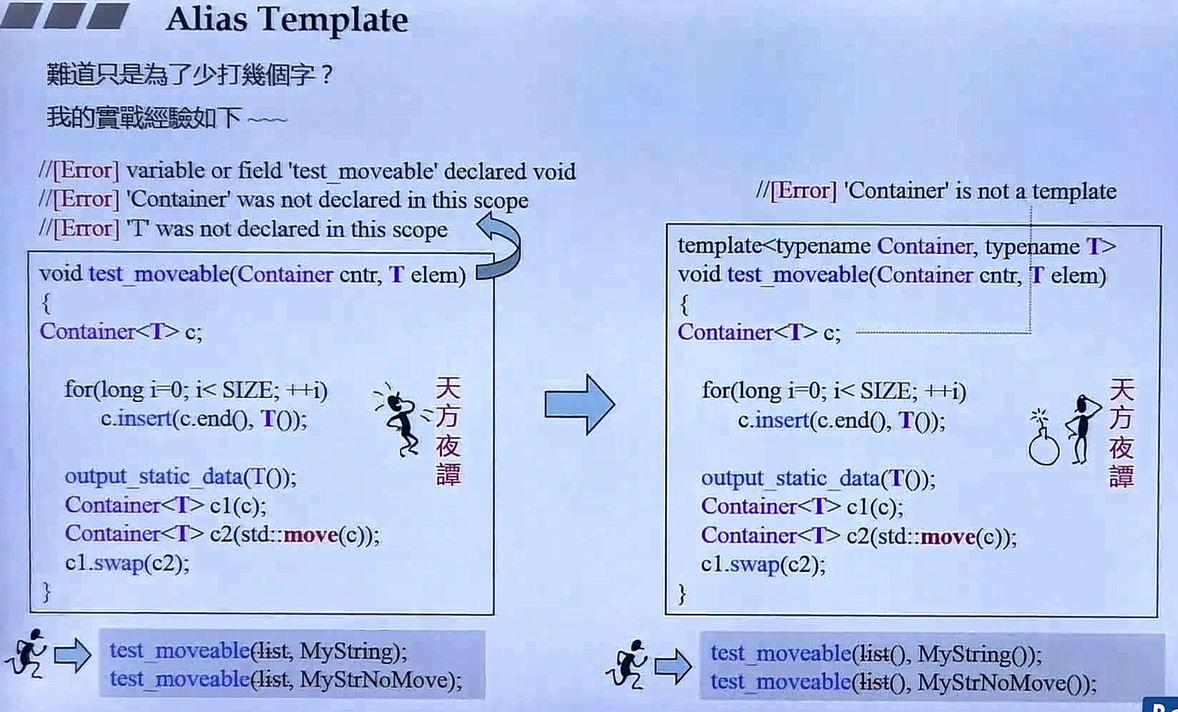 Alias Template
難道只是為了少打幾個字？
我的實戰經驗如下 ~~~
//[Error] variable or field 'test_moveable' declared void
//[Error] 'Container' was not declared in this scope
//[Error] 'T' was not declared in this scope
void test_moveable(Container cntr, T elem)
{
Container<T> c;
for(long i=0; i< SIZE; ++i)
c.insert(c.end(), T());
output_static_data(T());
Container<T> c1(c);
Container<T> c2(std::move(c));
c1.swap(c2);
}
天方夜譚
test_moveable(list, MyString);
test_moveable(list, MyStrNoMove);
//[Error] 'Container' is not a template
template<typename Container, typename T>
void test_moveable(Container cntr, T elem)
{
Container<T> c;
for(long i=0; i< SIZE; ++i)
c.insert(c.end(), T());
output_static_data(T());
Container<T> c1(c);
Container<T> c2(std::move(c));
c1.swap(c2);
}
天方夜譚
test_moveable(list(), MyString());
test_moveable(list(), MyStrNoMove());